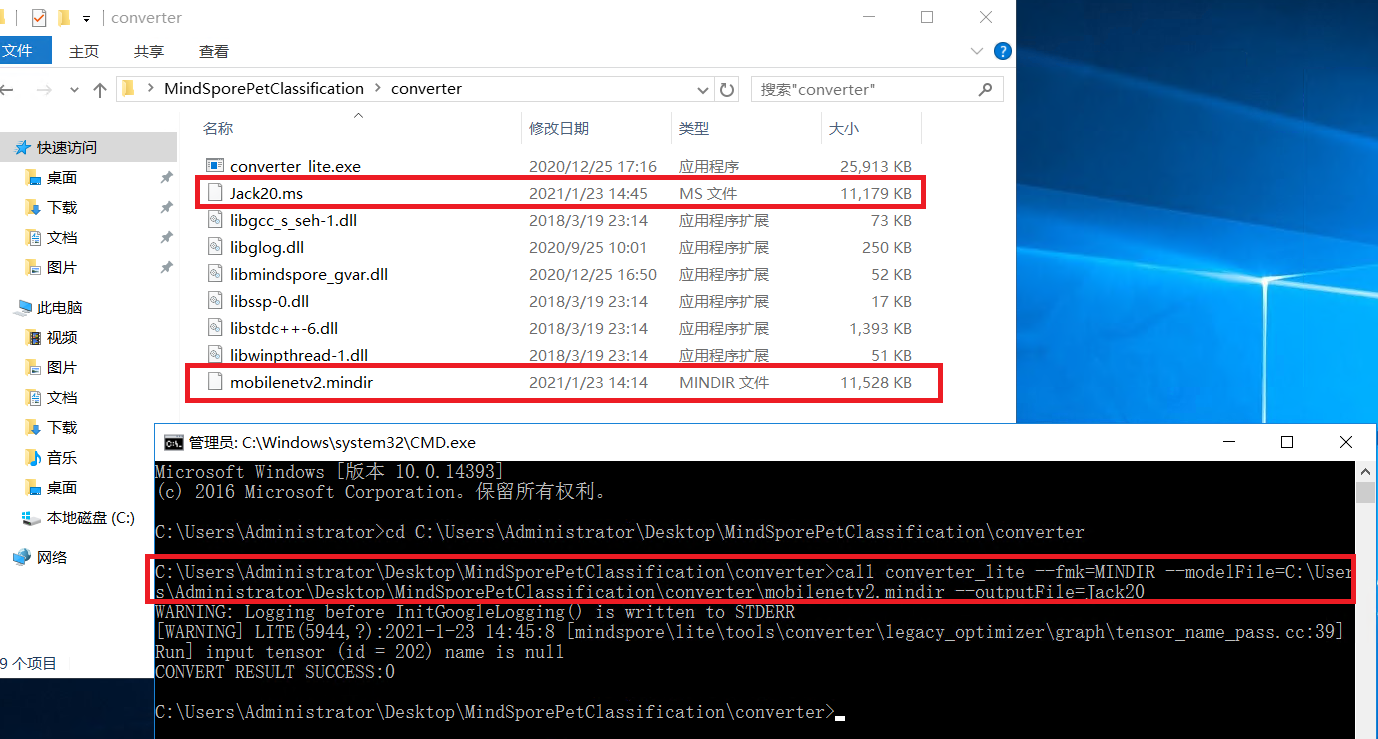 converter
文件 主页 共享 查看
MindSporePetClassification converter 搜索"converter"
名称 修改日期 类型 大小
快速访问
桌面
下载
文档
图片
此电脑
视频
图片
文档
下载
音乐
桌面
本地磁盘 (C:)
网络
converter_lite.exe 2020/12/25 17:16 应用程序 25,913 KB
Jack20.ms 2021/1/23 14:45 MS 文件 11,179 KB
libgcc_s_seh-1.dll 2018/3/19 23:14 应用程序扩展 73 KB
libglog.dll 2020/9/25 10:01 应用程序扩展 250 KB
libmindspore_gvar.dll 2020/12/25 16:50 应用程序扩展 52 KB
libssp-0.dll 2018/3/19 23:14 应用程序扩展 17 KB
libstdc++-6.dll 2018/3/19 23:14 应用程序扩展 1,393 KB
libwinpthread-1.dll 2018/3/19 23:14 应用程序扩展 51 KB
mobilenetv2.mindir 2021/1/23 14:14 MINDIR 文件 11,528 KB
9 个项目
管理员: C:\Windows\system32\CMD.exe
Microsoft Windows [版本 10.0.14393]
(c) 2016 Microsoft Corporation。保留所有权利。
C:\Users\Administrator>cd C:\Users\Administrator\Desktop\MindSporePetClassification\converter
C:\Users\Administrator\Desktop\MindSporePetClassification\converter>call converter_lite --fmk=MINDIR --modelFile=C:\User
s\Administrator\Desktop\MindSporePetClassification\converter\mobilenetv2.mindir --outputFile=Jack20
WARNING: Logging before InitGoogleLogging() is written to STDERR
[WARNING] LITE(5944,?):2021-1-23 14:45:8 [mindspore\lite\tools\converter\legacy_optimizer\graph\tensor_name_pass.cc:39]
Run] input tensor (id = 202) name is null
CONVERT RESULT SUCCESS:0
C:\Users\Administrator\Desktop\MindSporePetClassification\converter>